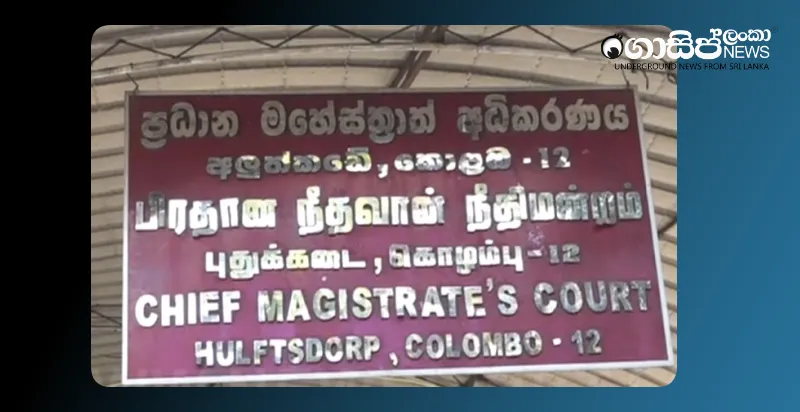 ගොසිප් ලංකා
NEWS
UNDERGROUND NEWS FROM SRI LANKA
ප්‍රධාන මහේස්ත්‍රාත් අධිකරණය
අලුත්කඩේ, කොළඹ - 12
பிரதான நீதவான் நீதிமன்றம்
புதுக்கடை, கொழும்பு - 12
CHIEF MAGISTRATE'S COURT
HULFTSDORP, COLOMBO - 12